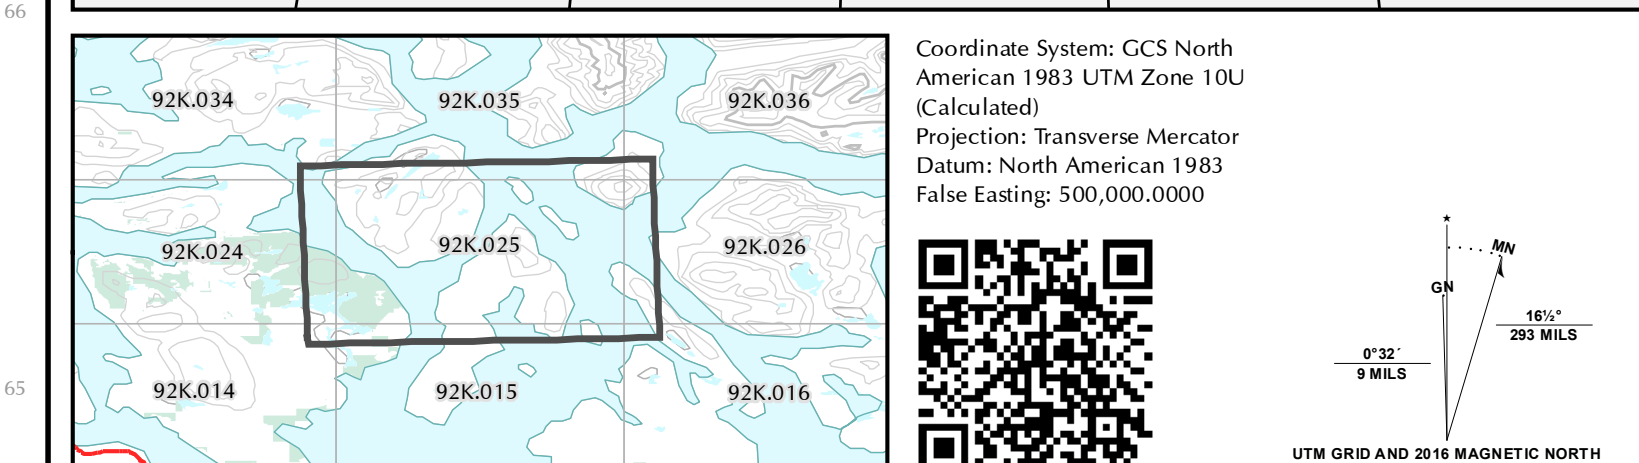 66
92K.034
92K.035
92K.036
92K.024
92K.025
92K.026
65
92K.014
92K.015
92K.016
Coordinate System: GCS North
American 1983 UTM Zone 10U
(Calculated)
Projection: Transverse Mercator
Datum: North American 1983
False Easting: 500,000.0000
MN
GN
16½°
293 MILS
0°32´
9 MILS
UTM GRID AND 2016 MAGNETIC NORTH